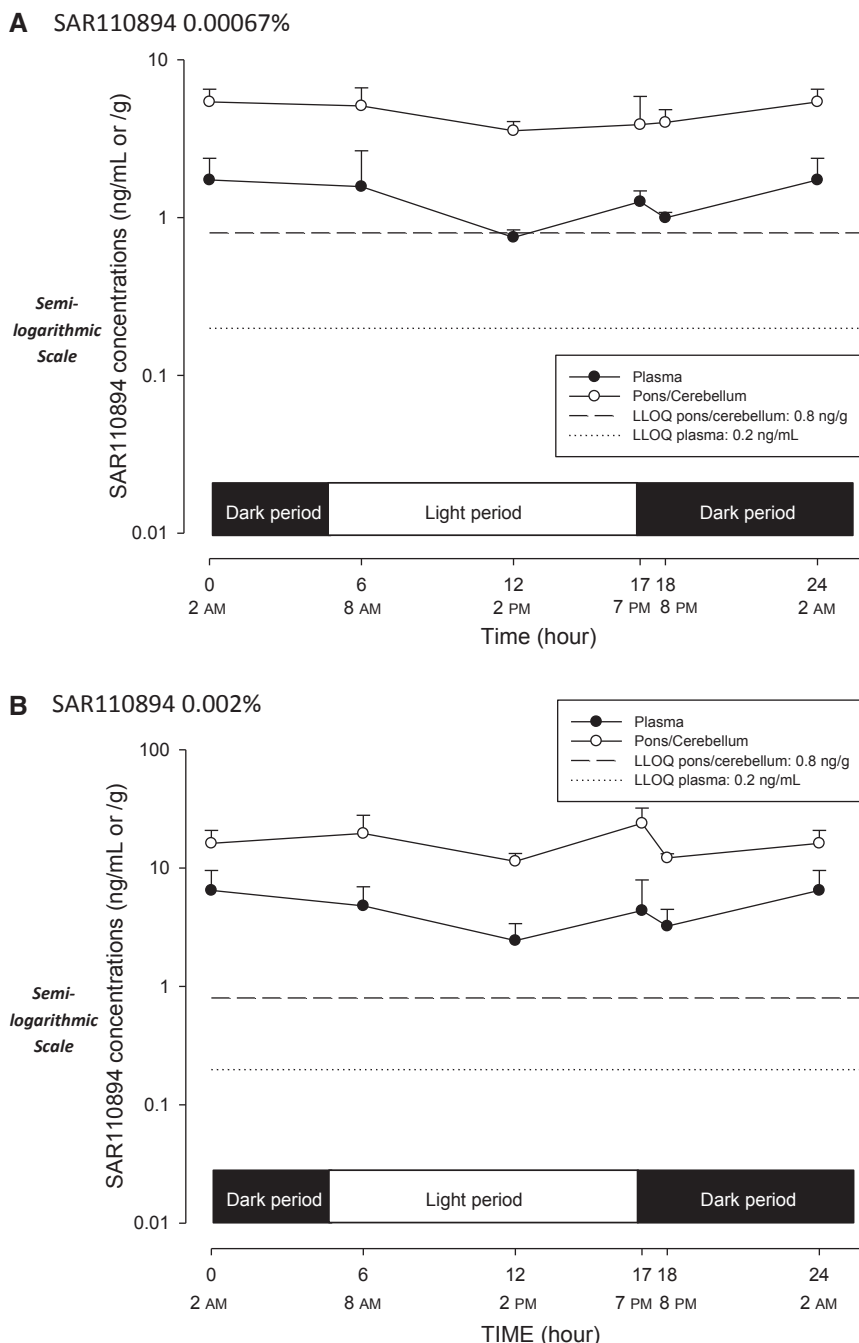 A SAR110894 0.00067%
SAR110894 concentrations (ng/mL or /g)
Semi-
logarithmic
Scale
10
1
0.1
0.01
Plasma
Pons/Cerebellum
LLOQ pons/cerebellum: 0.8 ng/g
LLOQ plasma: 0.2 ng/mL
Dark period Light period Dark period
0 6 12 17 18 24
2 AM 8 AM 2 PM 7 PM 8 PM 2 AM
Time (hour)
B SAR110894 0.002%
Plasma
Pons/Cerebellum
LLOQ pons/cerebellum: 0.8 ng/g
LLOQ plasma: 0.2 ng/mL
SAR110894 concentrations (ng/mL or /g)
Semi-
logarithmic
Scale
100
10
1
0.1
0.01
Dark period Light period Dark period
0 6 12 17 18 24
2 AM 8 AM 2 PM 7 PM 8 PM 2 AM
TIME (hour)